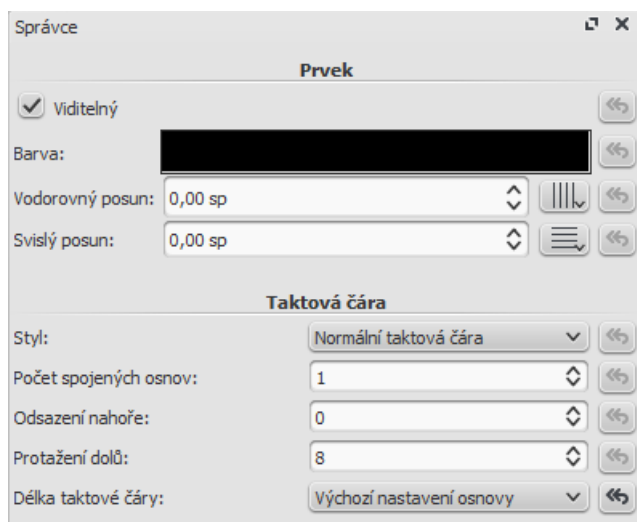 Správce
Prvek
Viditelný
Barva:
Vodorovný posun: 0,00 sp
Svislý posun: 0,00 sp
Taktová čára
Styl: Normální taktová čára
Počet spojených osnov: 1
Odsazení nahoře: 0
Protažení dolů: 8
Délka taktové čáry: Výchozí nastavení osnovy